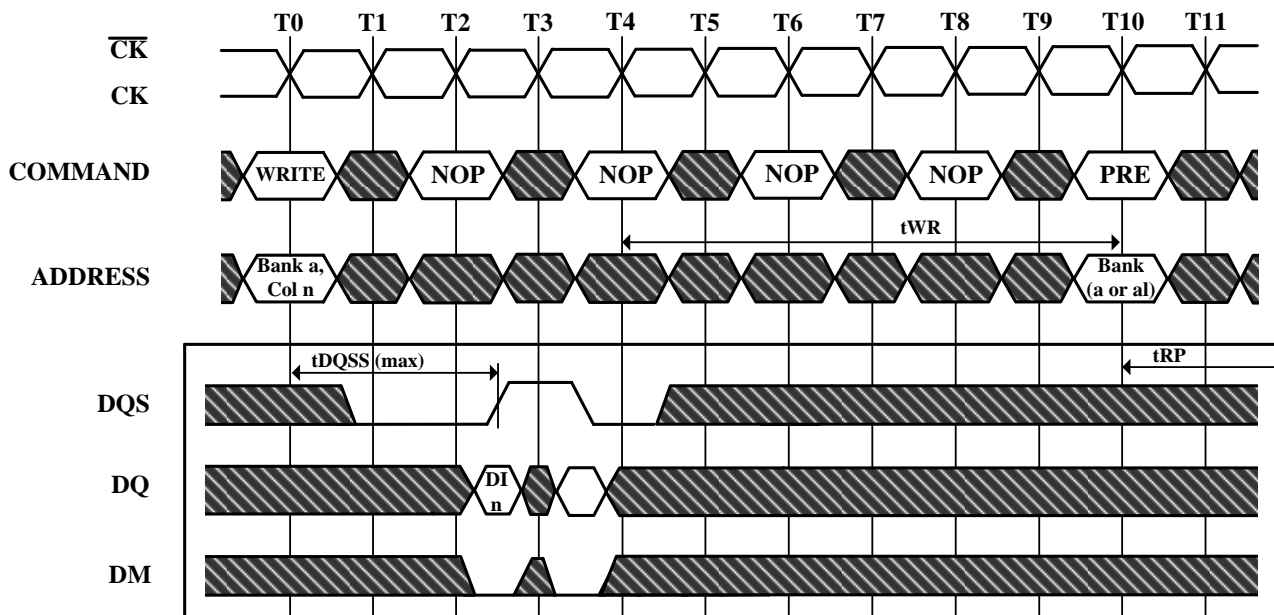 T0 T1 T2 T3 T4 T5 T6 T7 T8 T9 T10 T11
CK
CK
COMMAND
WRITE NOP NOP NOP NOP PRE
tWR
ADDRESS
Bank a,
Col n
Bank
(a or al)
tDQSS (max)
tRP
DQS
DQ
DI
n
DM